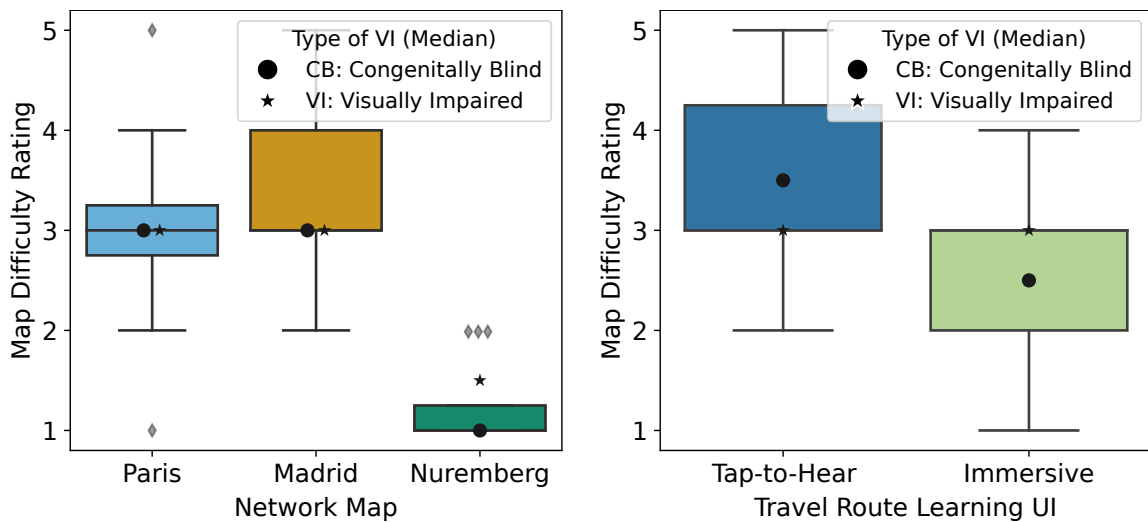 Map Difficulty Rating
5
4
3
2
1
Type of VI (Median)
CB: Congenitally Blind
VI: Visually Impaired
Paris
Madrid
Nuremberg
Network Map
Map Difficulty Rating
5
4
3
2
1
Type of VI (Median)
CB: Congenitally Blind
VI: Visually Impaired
Tap-to-Hear
Immersive
Travel Route Learning UI